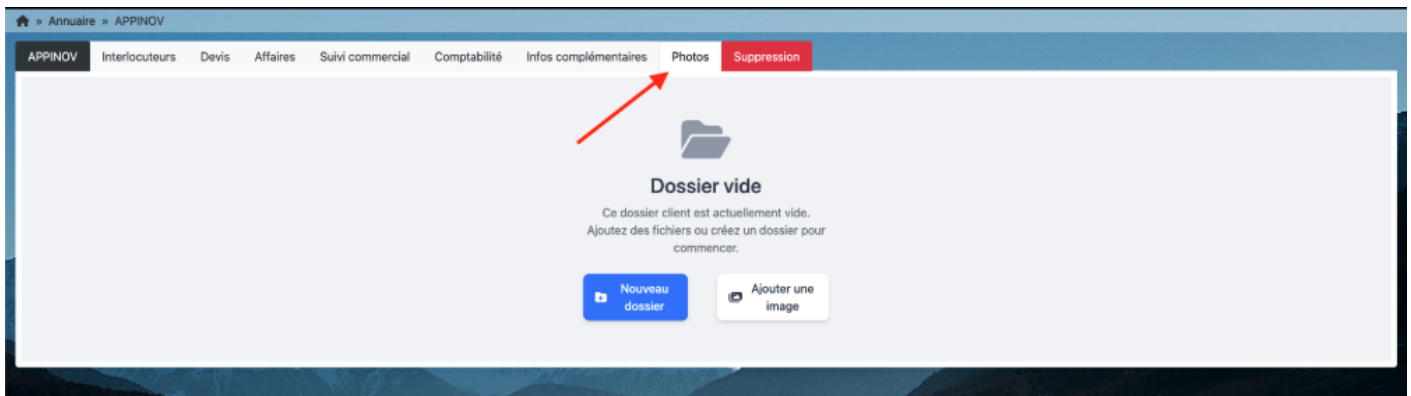 » Annuaire » APPINOV
APPINOV Interlocuteurs Devis Affaires Suivi commercial Comptabilité Infos complémentaires Photos Suppression
Dossier vide
Ce dossier client est actuellement vide.
Ajoutez des fichiers ou créez un dossier pour
commencer.
Nouveau
dossier
Ajouter une
image